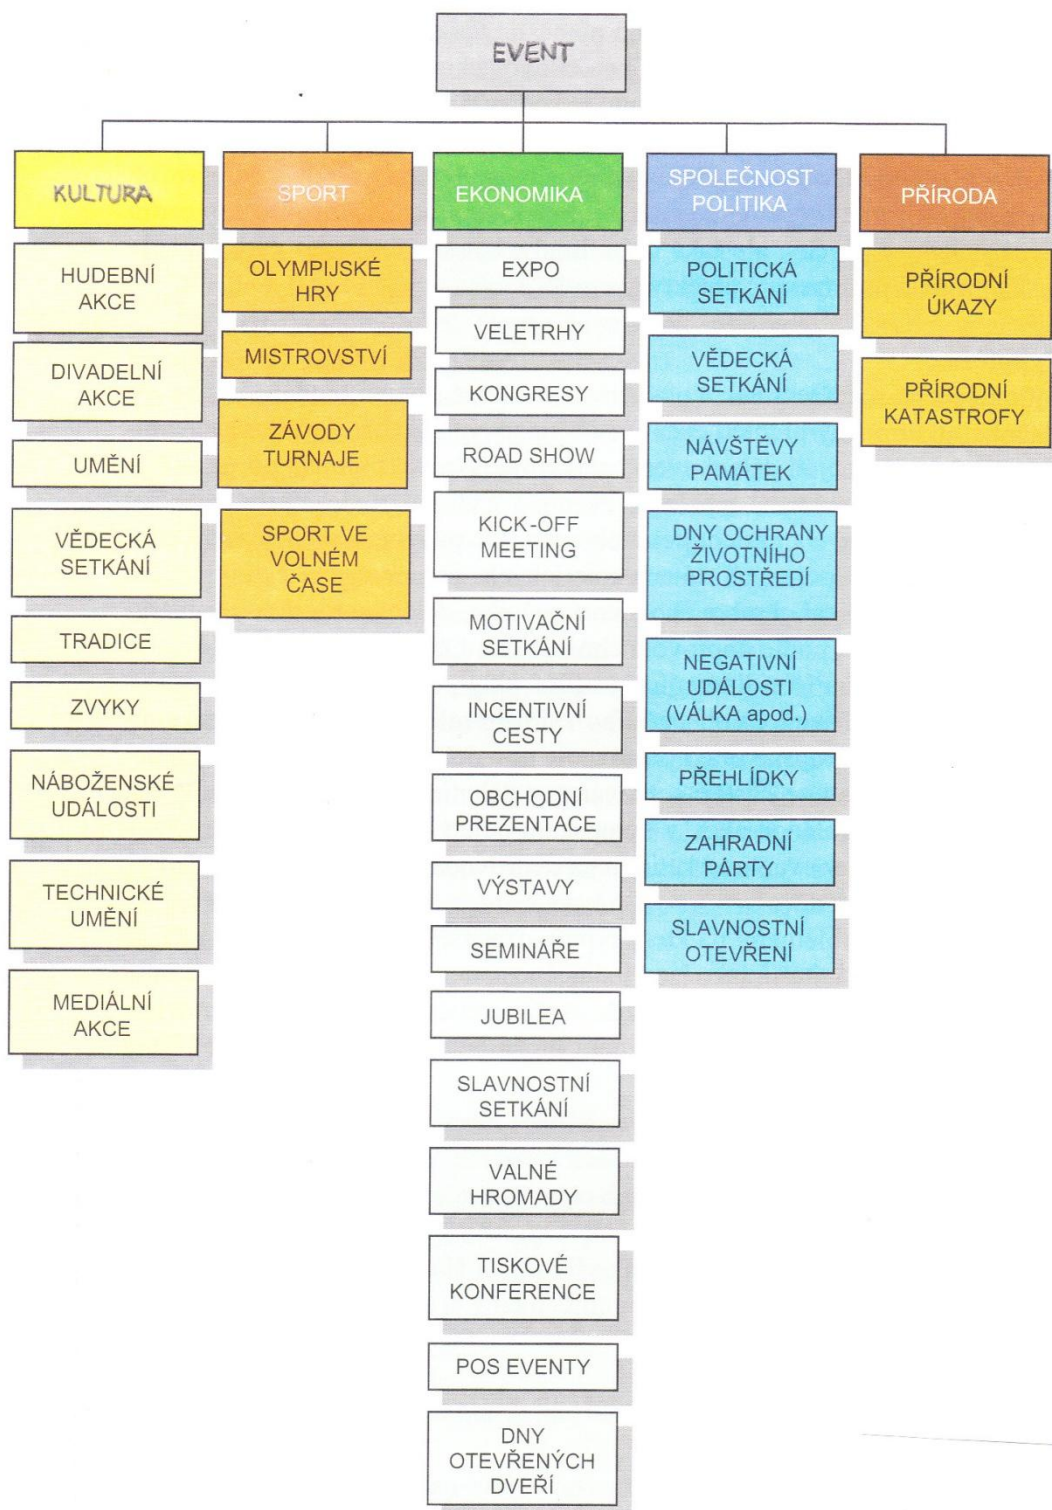 EVENT
KULTURA
SPORT
EKONOMIKA
SPOLEČNOST
POLITIKA
PŘÍRODA
HUDEBNÍ
AKCE
DIVADELNÍ
AKCE
UMĚNÍ
VĚDECKÁ
SETKÁNÍ
TRADICE
ZVYKY
NÁBOŽENSKÉ
UDÁLOSTI
TECHNICKÉ
UMĚNÍ
MEDIÁLNÍ
AKCE
OLYMPIJSKÉ
HRY
MISTROVSTVÍ
ZÁVODY
TURNAJE
SPORT VE
VOLNÉM
ČASE
EXPO
VELETRHY
KONGRESY
ROAD SHOW
KICK-OFF
MEETING
MOTIVAČNÍ
SETKÁNÍ
INCENTIVNÍ
CESTY
OBCHODNÍ
PREZENTACE
VÝSTAVY
SEMINÁŘE
JUBILEA
SLAVNOSTNÍ
SETKÁNÍ
VALNÉ
HROMADY
TISKOVÉ
KONFERENCE
POS EVENTY
DNY
OTEVŘENÝCH
DVEŘÍ
POLITICKÁ
SETKÁNÍ
VĚDECKÁ
SETKÁNÍ
NÁVŠTĚVY
PAMÁTEK
DNY OCHRANY
ŽIVOTNÍHO
PROSTŘEDÍ
NEGATIVNÍ
UDÁLOSTI
(VÁLKA apod.)
PŘEHLÍDKY
ZAHRADNÍ
PÁRTY
SLAVNOSTNÍ
OTEVŘENÍ
PŘÍRODNÍ
ÚKAZY
PŘÍRODNÍ
KATASTROFY